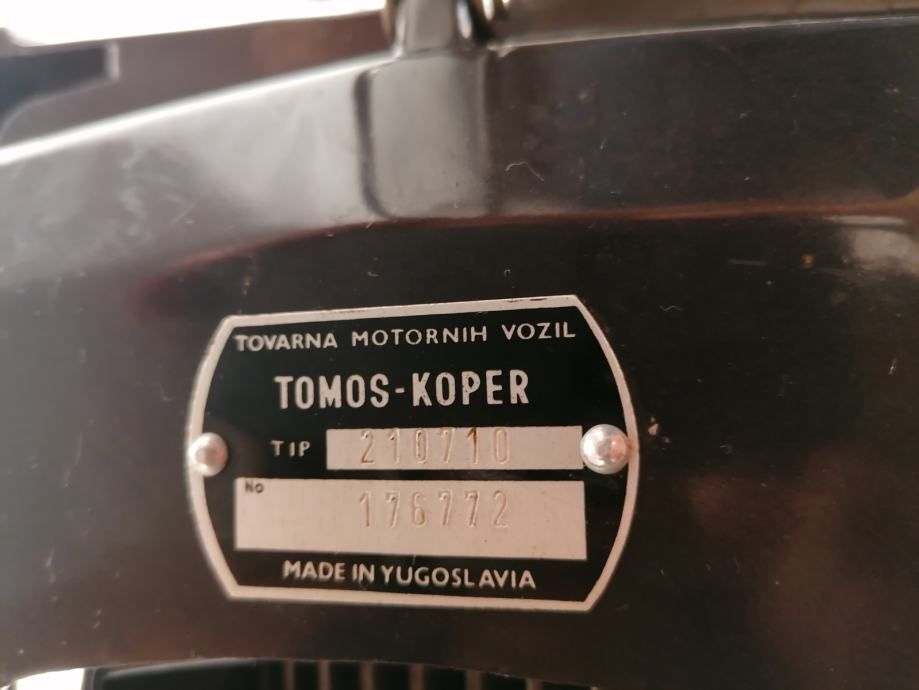 TOVARNA MOTORNIH VOZIL
TOMOS-KOPER
TIP 210710
No 176772
MADE IN YUGOSLAVIA